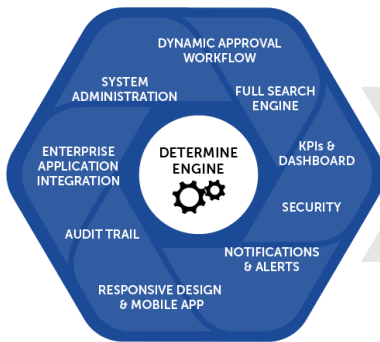 DYNAMIC APPROVAL
WORKFLOW
SYSTEM
ADMINISTRATION
FULL SEARCH
ENGINE
ENTERPRISE
APPLICATION
INTEGRATION
DETERMINE
ENGINE
KPIs &
DASHBOARD
SECURITY
AUDIT TRAIL
NOTIFICATIONS
& ALERTS
RESPONSIVE DESIGN
& MOBILE APP